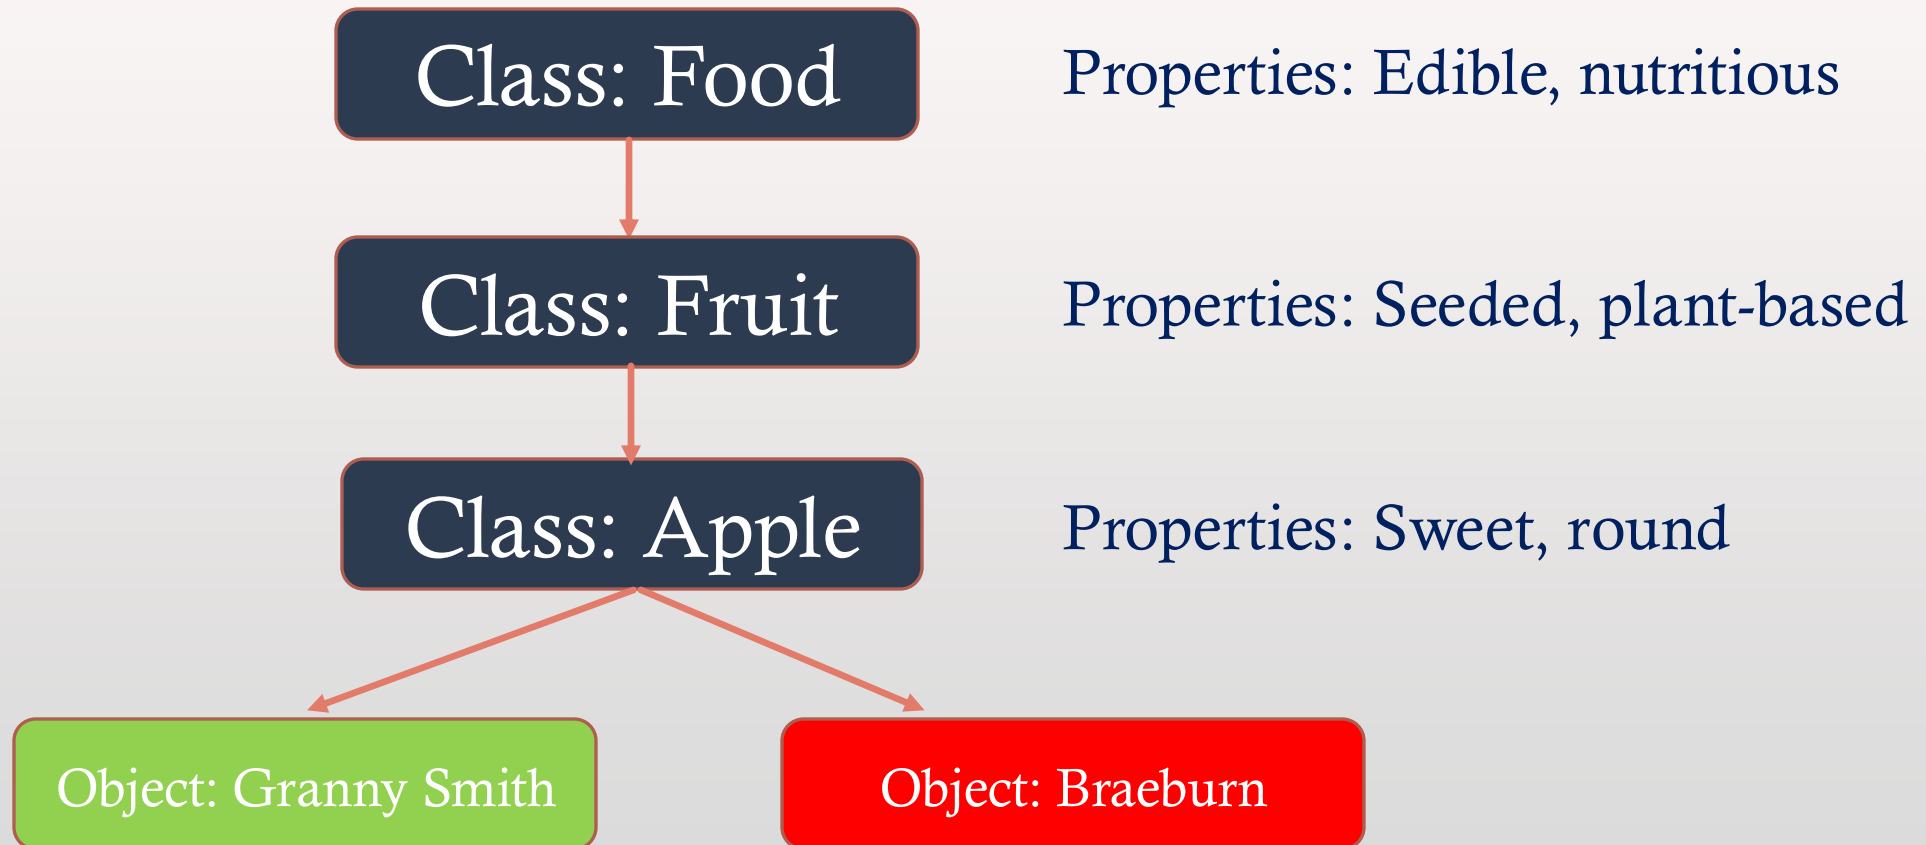 Class: Food
Properties: Edible, nutritious
Class: Fruit
Properties: Seeded, plant-based
Class: Apple
Properties: Sweet, round
Object: Granny Smith
Object: Braeburn